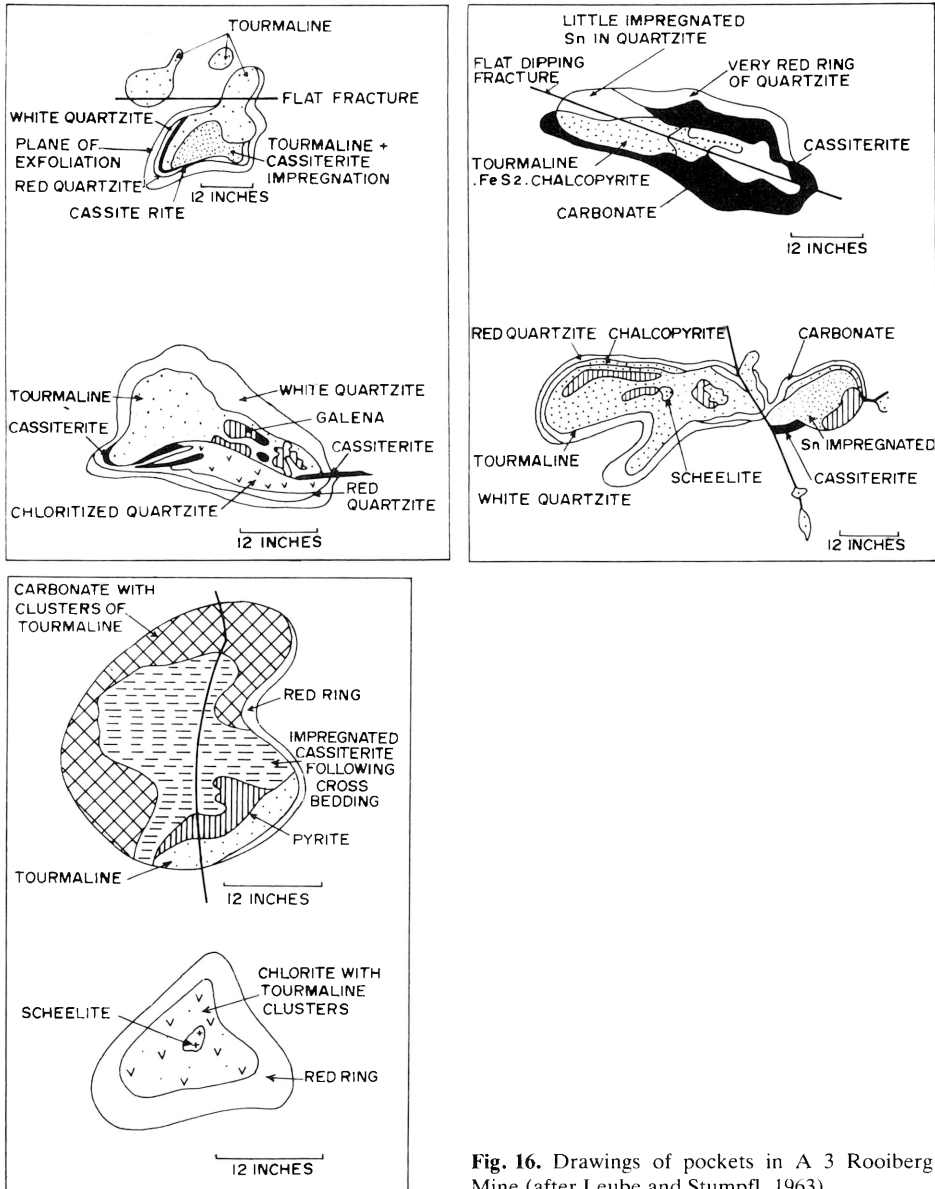 TOURMALINE
FLAT FRACTURE
WHITE QUARTZITE
PLANE OF
EXFOLIATION
RED QUARTZITE
TOURMALINE +
CASSITERITE
IMPREGNATION
12 INCHES
CASSITE RITE
TOURMALINE
CASSITERITE
WHITE QUARTZITE
GALENA
CASSITERITE
RED
QUARTZITE
CHLORITIZED QUARTZITE
12 INCHES
LITTLE IMPREGNATED
Sn IN QUARTZITE
FLAT DIPPING
FRACTURE
VERY RED RING
OF QUARTZITE
CASSITERITE
TOURMALINE
.FeS2.CHALCOPYRITE
CARBONATE
12 INCHES
RED QUARTZITE
CHALCOPYRITE
CARBONATE
TOURMALINE
Sn IMPREGNATED
SCHEELITE
CASSITERITE
WHITE QUARTZITE
12 INCHES
CARBONATE WITH
CLUSTERS OF
TOURMALINE
RED RING
IMPREGNATED
CASSITERITE
FOLLOWING
CROSS
BEDDING
PYRITE
TOURMALINE
12 INCHES
CHLORITE WITH
TOURMALINE
CLUSTERS
SCHEELITE
RED RING
12 INCHES
Fig. 16. Drawings of pockets in A 3 Rooiberg
Mine (after Leube and Stumpfl, 1963)